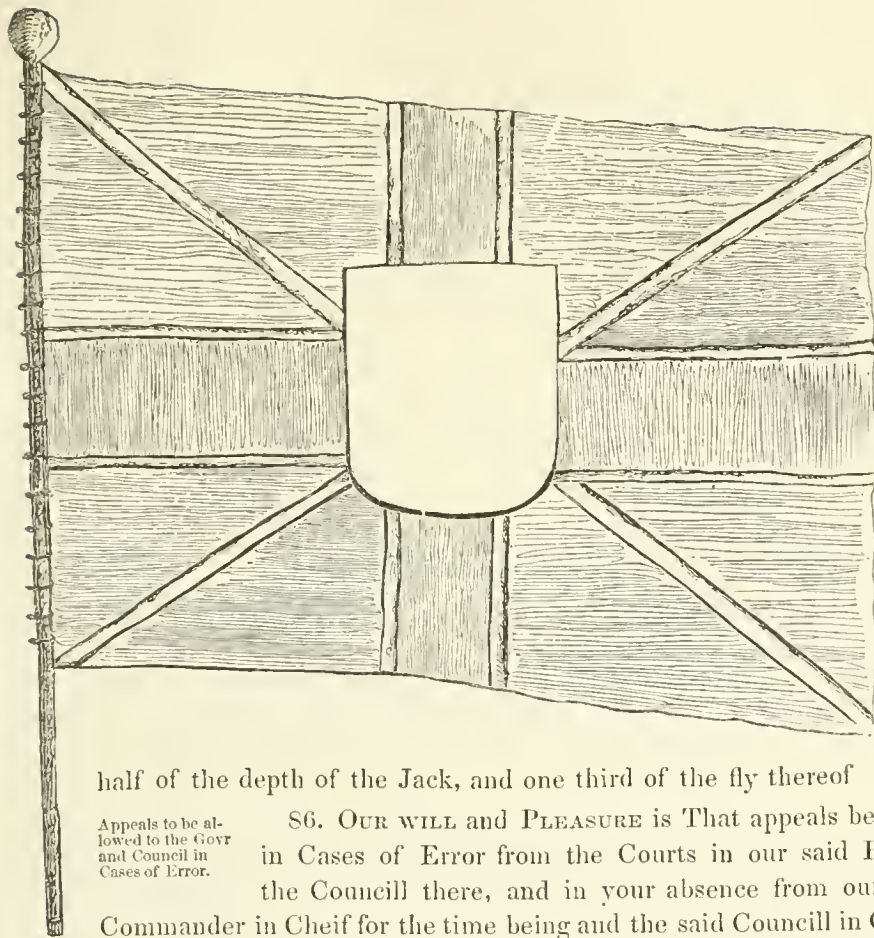 half of the depth of the Jack, and one third of the fly thereof
Appeals to be al-
lowed to the Govr
and Council in
Cases of Error.
86. OUR WILL and PLEASURE is That appeals be
in Cases of Error from the Courts in our said
the Councill there, and in your absence from
Commander in Cheif for the time being and the said Councill in